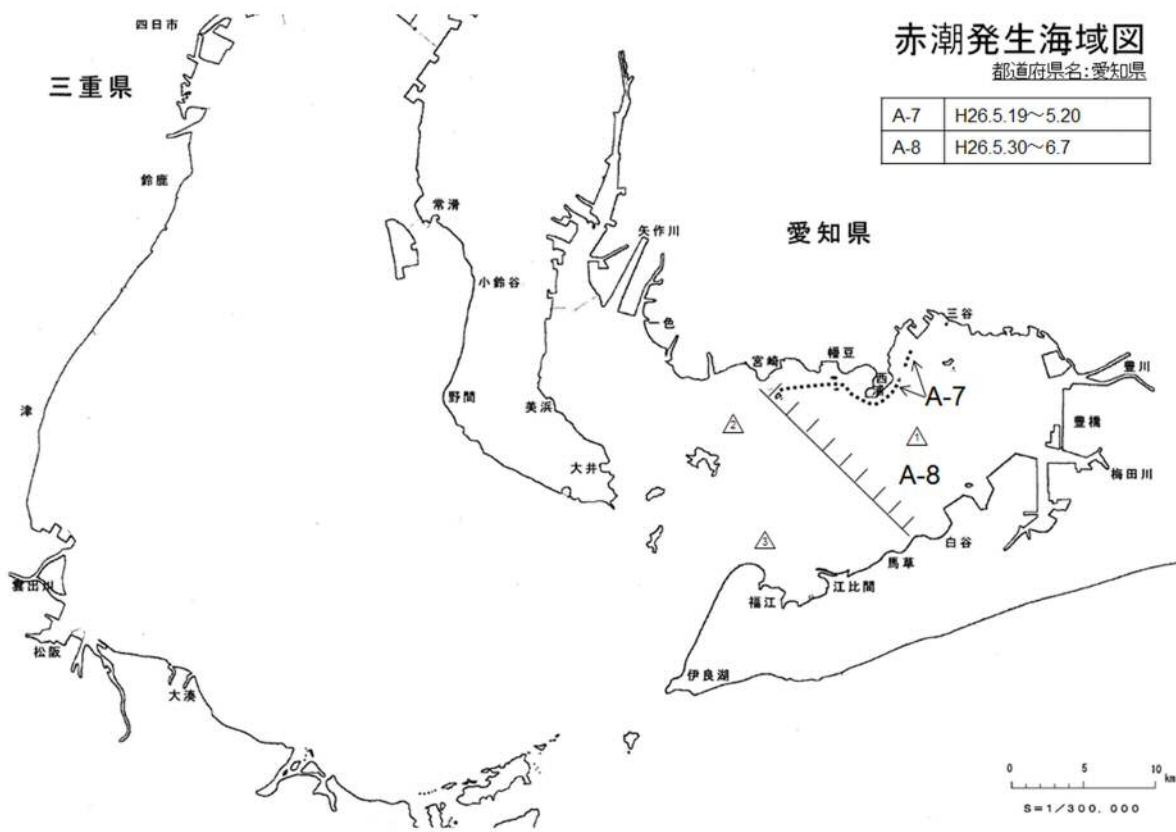 赤潮発生海域図
都道府県名：愛知県
A-7 H26.5.19～5.20
A-8 H26.5.30～6.7
四日市
三重県
鈴鹿
常滑
矢作川
愛知県
小鈴谷
一色
三谷
宮崎
幡豆
西浦
豊川
津
野間
美浜
A-7
豊橋
2
1
大井
A-8
梅田川
3
白谷
馬草
雲出川
福江
江比間
松阪
伊良湖
大湊
0 5 10 km
S=1/300,000